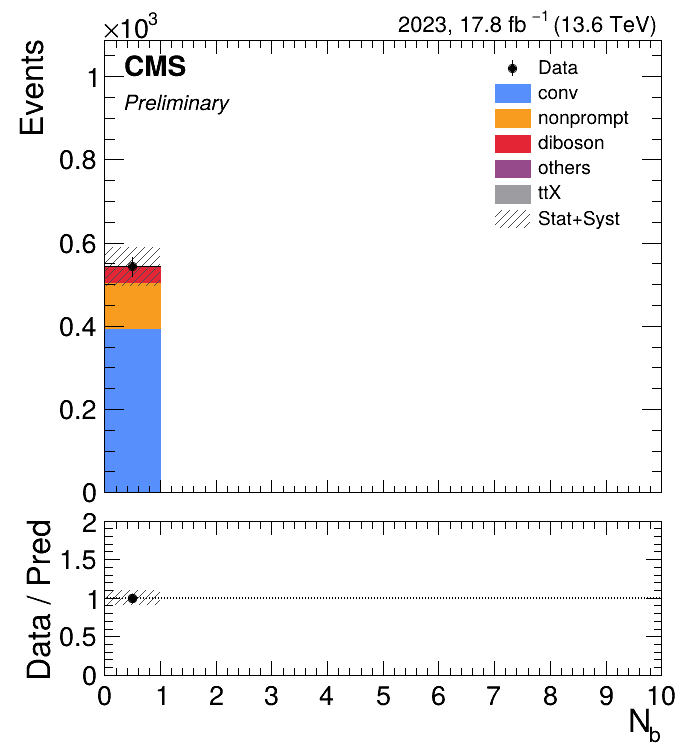 ×10³ 2023, 17.8 fb⁻¹ (13.6 TeV)
Events
CMS
Preliminary
Data
conv
nonprompt
diboson
others
ttX
Stat+Syst
1
0.8
0.6
0.4
0.2
0
Data / Pred
2
1.5
1
0.5
0
0 1 2 3 4 5 6 7 8 9 10
N_b